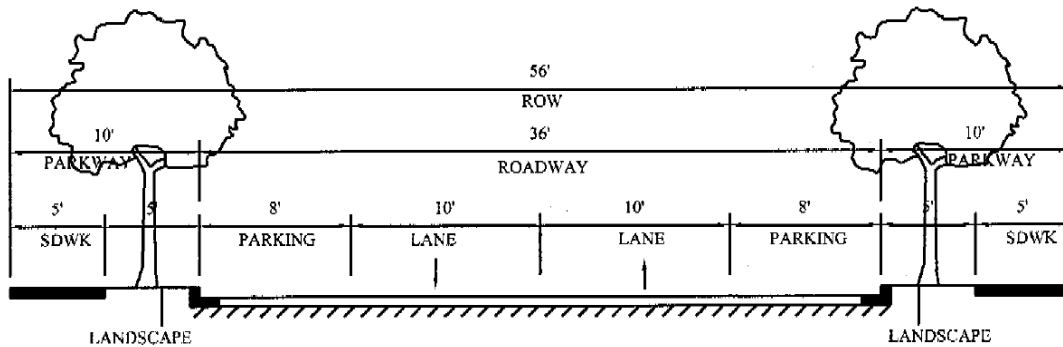 56'
ROW
10' 36' 10'
PARKWAY ROADWAY PARKWAY
5' 5' 8' 10' 10' 8' 5' 5'
SDWK PARKING LANE LANE PARKING SDWK
LANDSCAPE LANDSCAPE